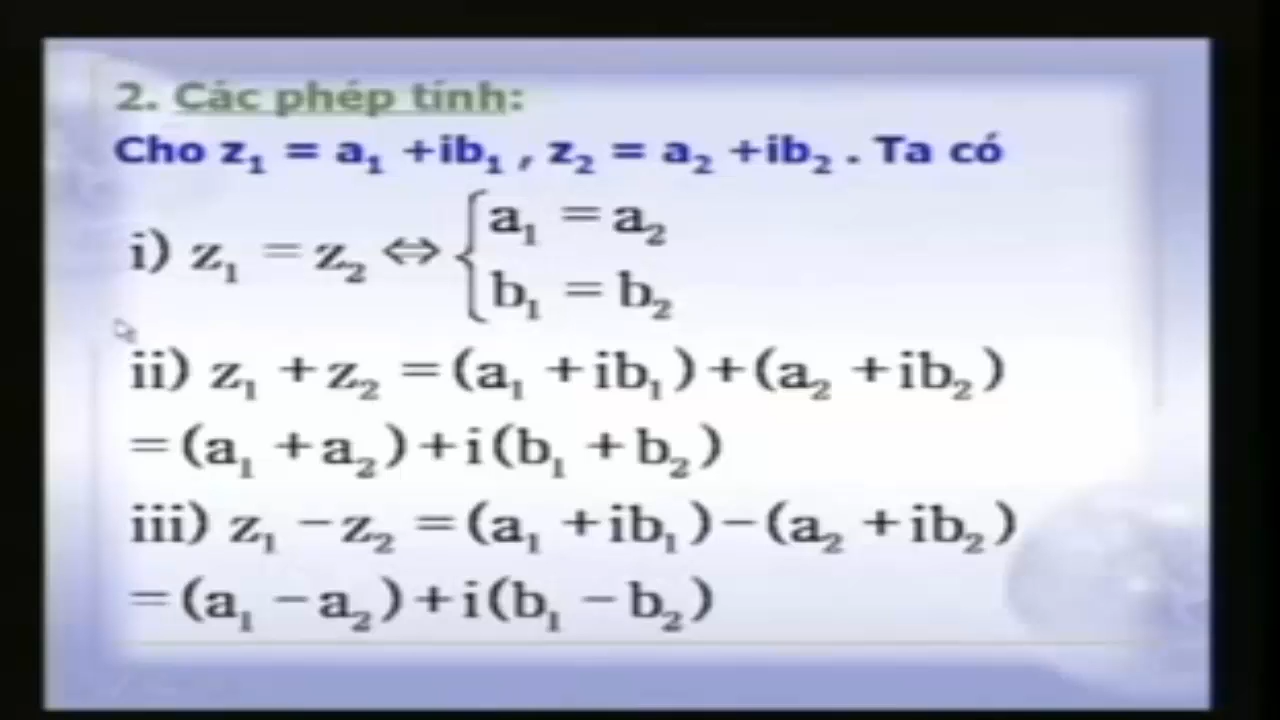 2. Các phép tính:
Cho z₁ = a₁ +ib₁ , z₂ = a₂ +ib₂ . Ta có
i) z₁ = z₂ ⇔ { a₁ = a₂
b₁ = b₂
ii) z₁ + z₂ = (a₁ + ib₁) + (a₂ + ib₂)
= (a₁ + a₂) + i(b₁ + b₂)
iii) z₁ − z₂ = (a₁ + ib₁) − (a₂ + ib₂)
= (a₁ − a₂) + i(b₁ − b₂)